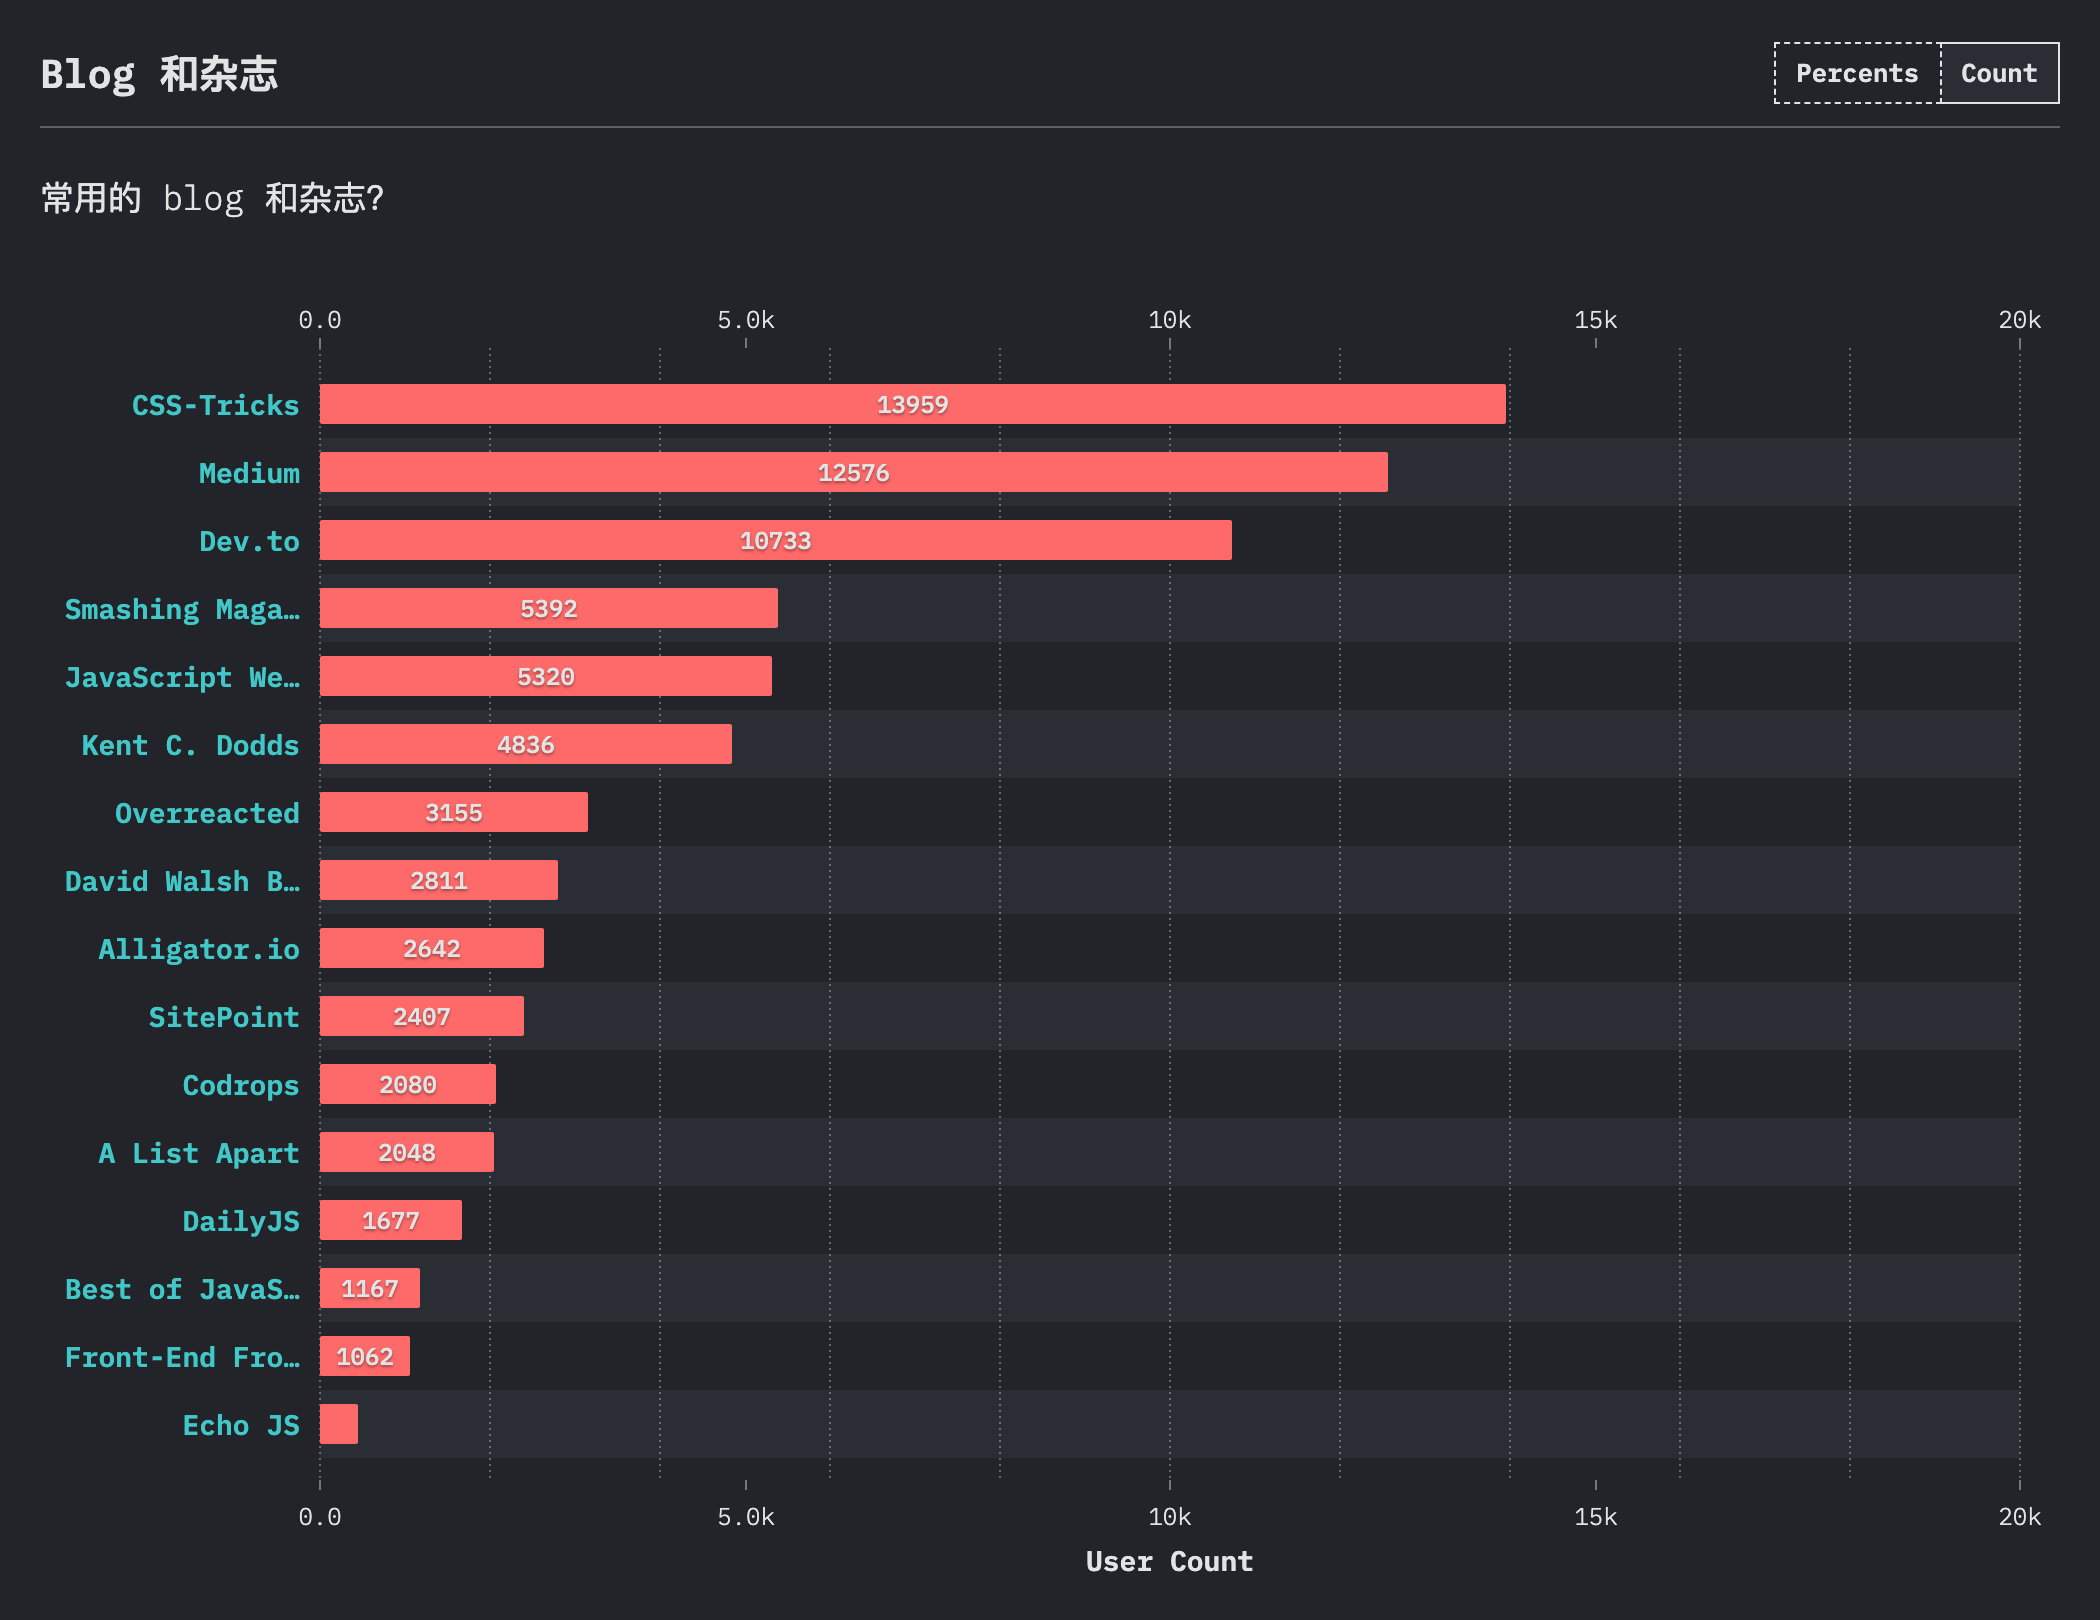 Blog 和杂志
Percents Count
常用的 blog 和杂志?
0.0 5.0k 10k 15k 20k
CSS-Tricks 13959
Medium 12576
Dev.to 10733
Smashing Maga… 5392
JavaScript We… 5320
Kent C. Dodds 4836
Overreacted 3155
David Walsh B… 2811
Alligator.io 2642
SitePoint 2407
Codrops 2080
A List Apart 2048
DailyJS 1677
Best of JavaS… 1167
Front-End Fro… 1062
Echo JS
0.0 5.0k 10k 15k 20k
User Count